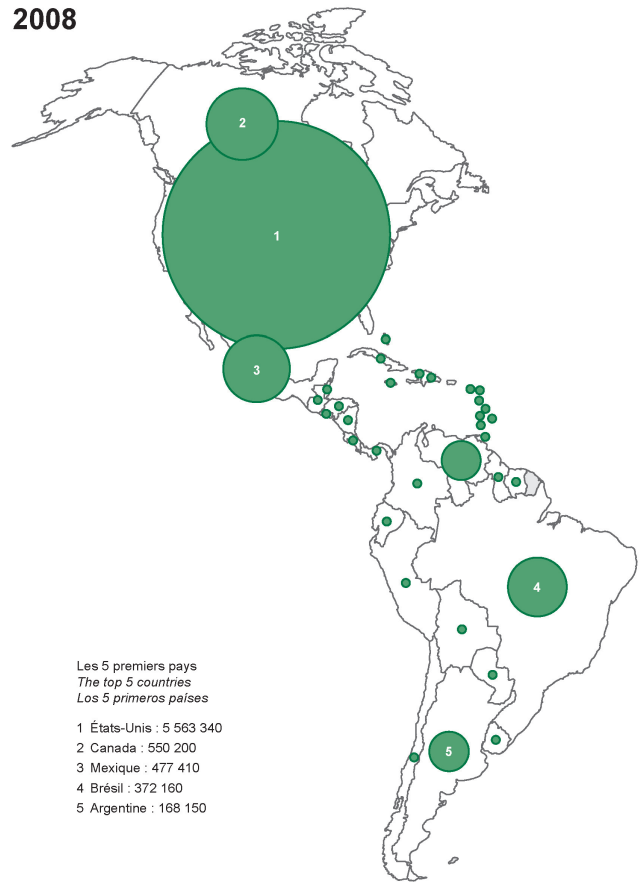 2008
2
1
3
4
5
Les 5 premiers pays
The top 5 countries
Los 5 primeros países
1 États-Unis : 5 563 340
2 Canada : 550 200
3 Mexique : 477 410
4 Brésil : 372 160
5 Argentine : 168 150